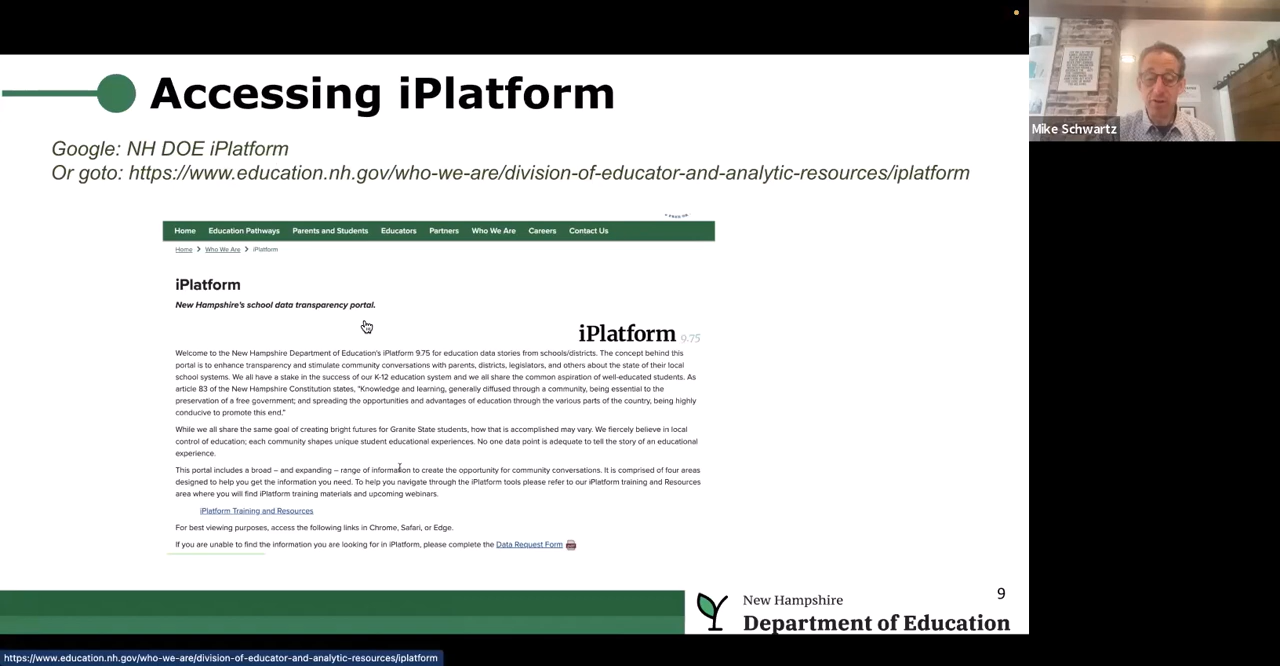 Accessing iPlatform
Google: NH DOE iPlatform
Or goto: https://www.education.nh.gov/who-we-are/division-of-educator-and-analytic-resources/iplatform
Home Education Pathways Parents and Students Educators Partners Who We Are Careers Contact Us
Home > Who We Are > iPlatform
iPlatform
New Hampshire's school data transparency portal.
iPlatform 9.75
Welcome to the New Hampshire Department of Education's iPlatform 9.75 for education data stories from schools/districts. The concept behind this
portal is to enhance transparency and stimulate community conversations with parents, districts, legislators, and others about the state of their local
school systems. We all have a stake in the success of our K-12 education system and we all share the common aspiration of well-educated students. As
article 83 of the New Hampshire Constitution states, "Knowledge and learning, generally diffused through a community, being essential to the
preservation of a free government; and spreading the opportunities and advantages of education through the various parts of the country, being highly
conducive to promote this end."
While we all share the same goal of creating bright futures for Granite State students, how that is accomplished may vary. We fiercely believe in local
control of education; each community shapes unique student educational experiences. No one data point is adequate to tell the story of an educational
experience.
This portal includes a broad – and expanding – range of information to create the opportunity for community conversations. It is comprised of four areas
designed to help you get the information you need. To help you navigate through the iPlatform tools please refer to our iPlatform training and Resources
area where you will find iPlatform training materials and upcoming webinars.
iPlatform Training and Resources
For best viewing purposes, access the following links in Chrome, Safari, or Edge.
If you are unable to find the information you are looking for in iPlatform, please complete the Data Request Form
9
New Hampshire
Department of Education
https://www.education.nh.gov/who-we-are/division-of-educator-and-analytic-resources/iplatform
Mike Schwartz